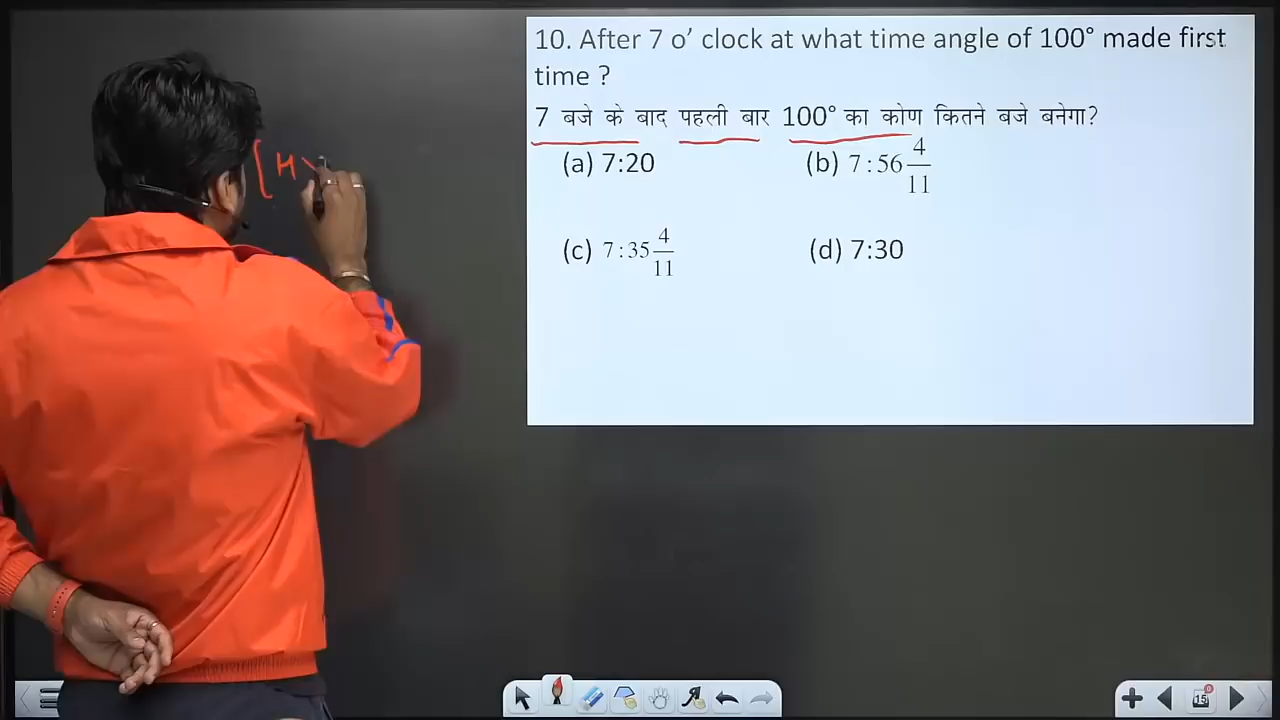 10. After 7 o’ clock at what time angle of 100° made first
time ?
7 बजे के बाद पहली बार 100° का कोण कितने बजे बनेगा?
(a) 7:20 (b) 7 : 56 4/11
(c) 7 : 35 4/11 (d) 7:30
[H ×
15